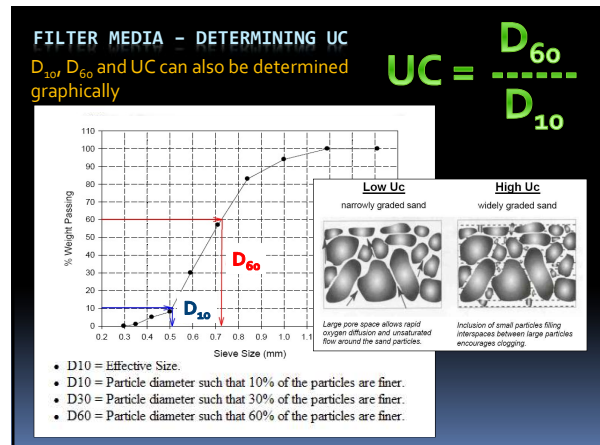 FILTER MEDIA – DETERMINING UC
D10, D60 and UC can also be determined
graphically
UC = D60
------
D10
110
100
90
80
70
60
50
40
30
20
10
0
% Weight Passing
0.2 0.3 0.4 0.5 0.6 0.7 0.8 0.9 1.0 1.1
Sieve Size (mm)
D60
D10
Low Uc
narrowly graded sand
Large pore space allows rapid
oxygen diffusion and unsaturated
flow around the sand particles.
High Uc
widely graded sand
Inclusion of small particles filling
interspaces between large particles
encourages clogging.
• D10 = Effective Size.
• D10 = Particle diameter such that 10% of the particles are finer.
• D30 = Particle diameter such that 30% of the particles are finer.
• D60 = Particle diameter such that 60% of the particles are finer.